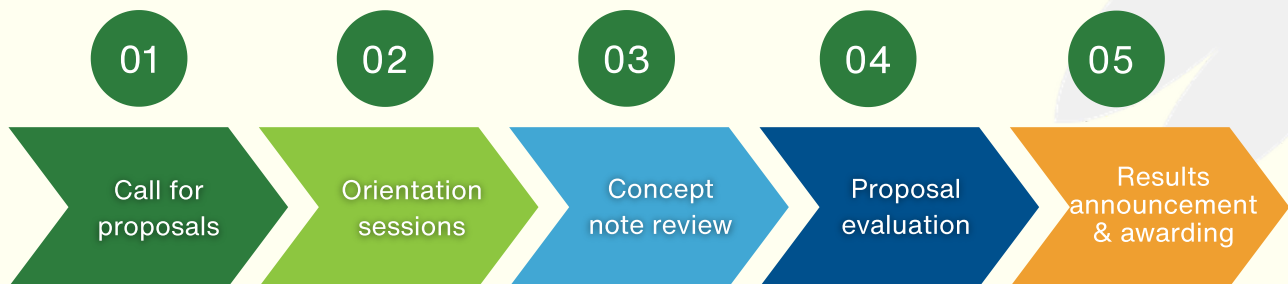 01
02
03
04
05
Call for
proposals
Orientation
sessions
Concept
note review
Proposal
evaluation
Results
announcement
& awarding